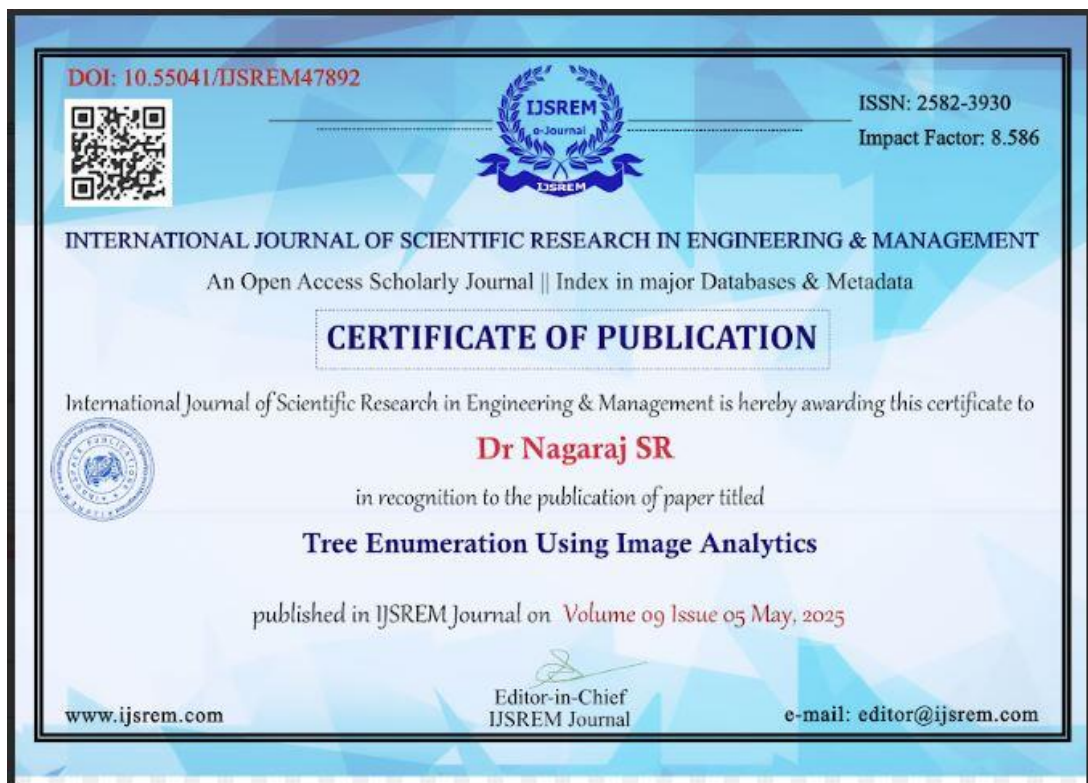 DOI: 10.55041/IJSREM47892
IJSREM
e-Journal
IJSREM
ISSN: 2582-3930
Impact Factor: 8.586
INTERNATIONAL JOURNAL OF SCIENTIFIC RESEARCH IN ENGINEERING & MANAGEMENT
An Open Access Scholarly Journal || Index in major Databases & Metadata
CERTIFICATE OF PUBLICATION
International Journal of Scientific Research in Engineering & Management is hereby awarding this certificate to
Dr Nagaraj SR
in recognition to the publication of paper titled
Tree Enumeration Using Image Analytics
published in IJSREM Journal on Volume 09 Issue 05 May, 2025
Editor-in-Chief
IJSREM Journal
www.ijsrem.com
e-mail: editor@ijsrem.com